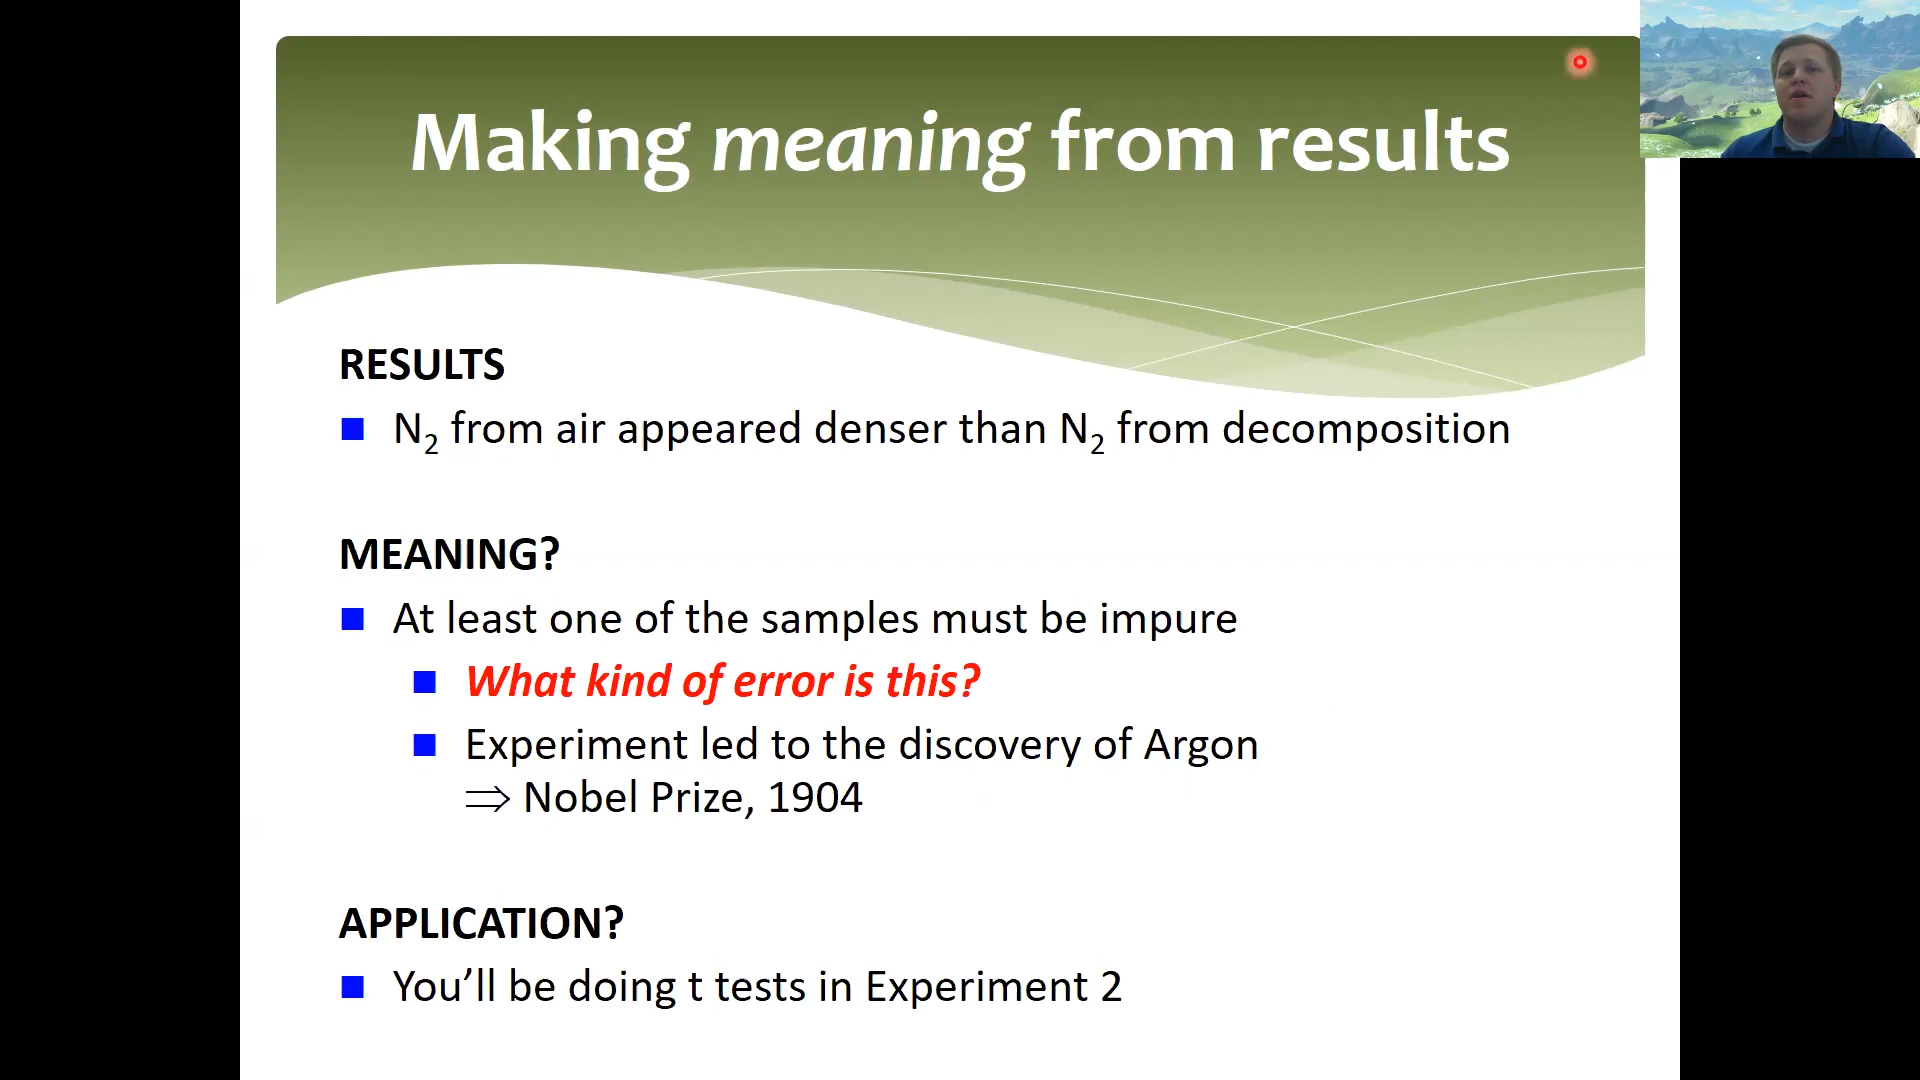 Making meaning from results
RESULTS
N₂ from air appeared denser than N₂ from decomposition
MEANING?
At least one of the samples must be impure
What kind of error is this?
Experiment led to the discovery of Argon
⇒ Nobel Prize, 1904
APPLICATION?
You’ll be doing t tests in Experiment 2